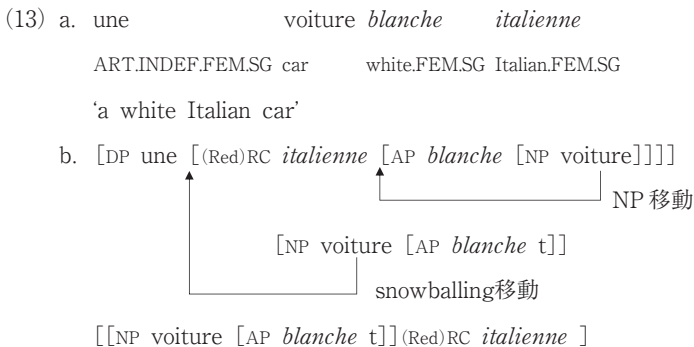 (13) a. une voiture blanche italienne
ART.INDEF.FEM.SG car white.FEM.SG Italian.FEM.SG
‘a white Italian car’
b. [DP une [(Red)RC italienne [AP blanche [NP voiture]]]]
NP 移動
[NP voiture [AP blanche t]]
snowballing移動
[[NP voiture [AP blanche t]](Red)RC italienne ]